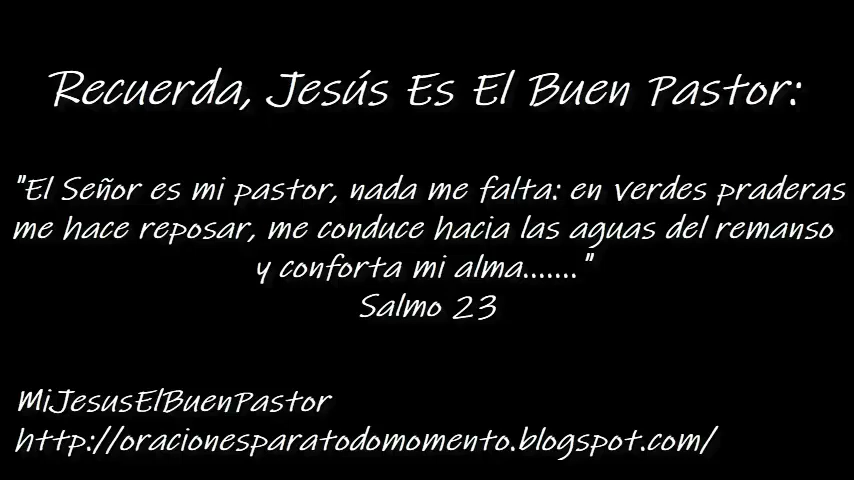 Recuerda, Jesús Es El Buen Pastor:
"El Señor es mi pastor, nada me falta: en verdes praderas
me hace reposar, me conduce hacia las aguas del remanso
y conforta mi alma......."
Salmo 23
MiJesusElBuenPastor
http://oracionesparatodomomento.blogspot.com/